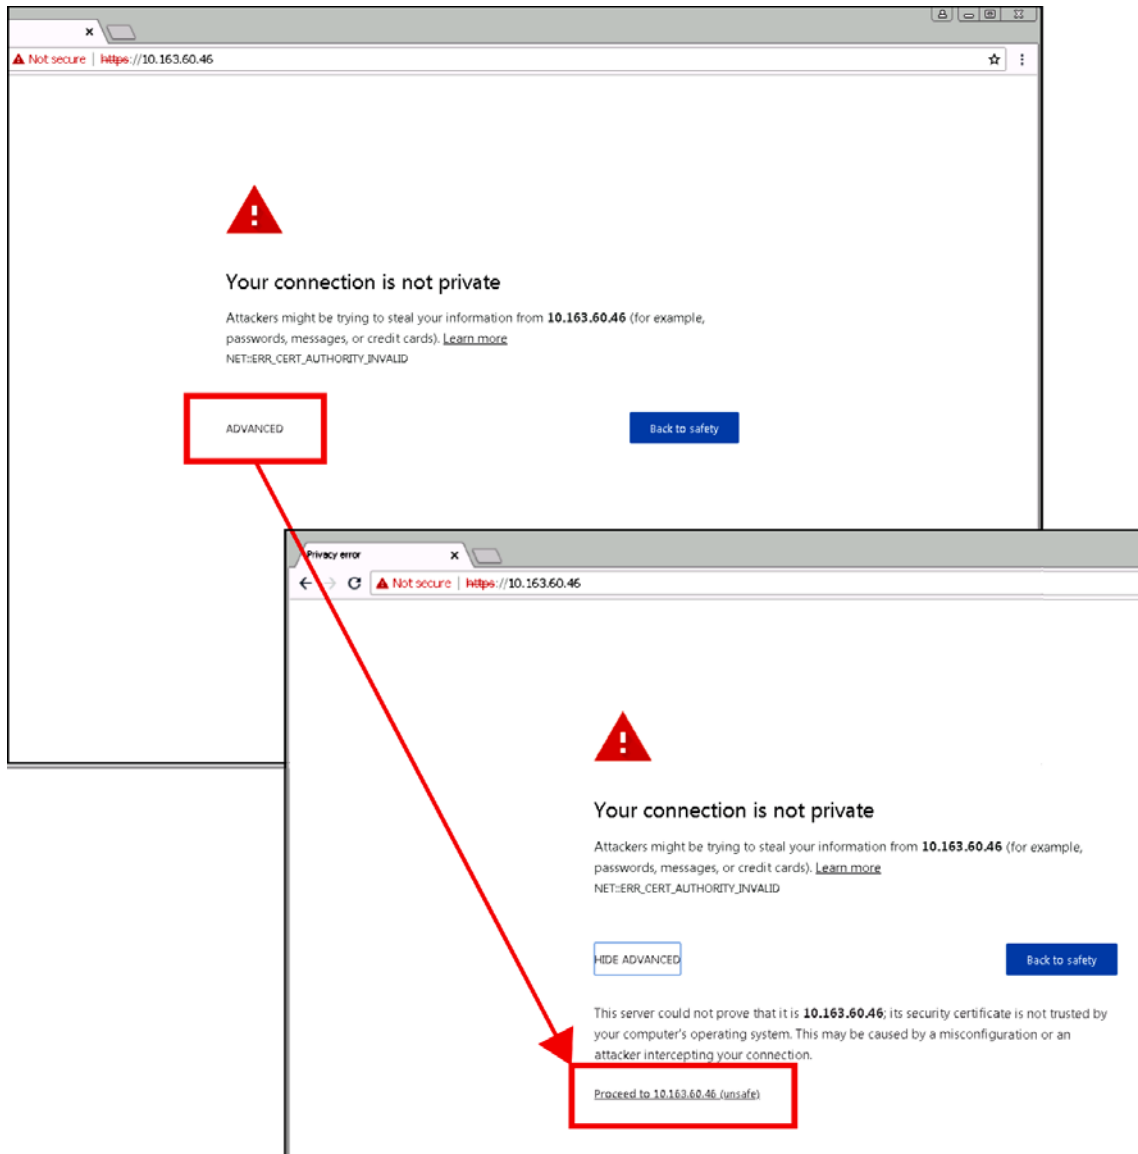 Not secure | https://10.163.60.46
Your connection is not private
Attackers might be trying to steal your information from 10.163.60.46 (for example,
passwords, messages, or credit cards). Learn more
NET::ERR_CERT_AUTHORITY_INVALID
ADVANCED
Back to safety
Privacy error
Not secure | https://10.163.60.46
Your connection is not private
Attackers might be trying to steal your information from 10.163.60.46 (for example,
passwords, messages, or credit cards). Learn more
NET::ERR_CERT_AUTHORITY_INVALID
HIDE ADVANCED
Back to safety
This server could not prove that it is 10.163.60.46; its security certificate is not trusted by
your computer's operating system. This may be caused by a misconfiguration or an
attacker intercepting your connection.
Proceed to 10.163.60.46 (unsafe)